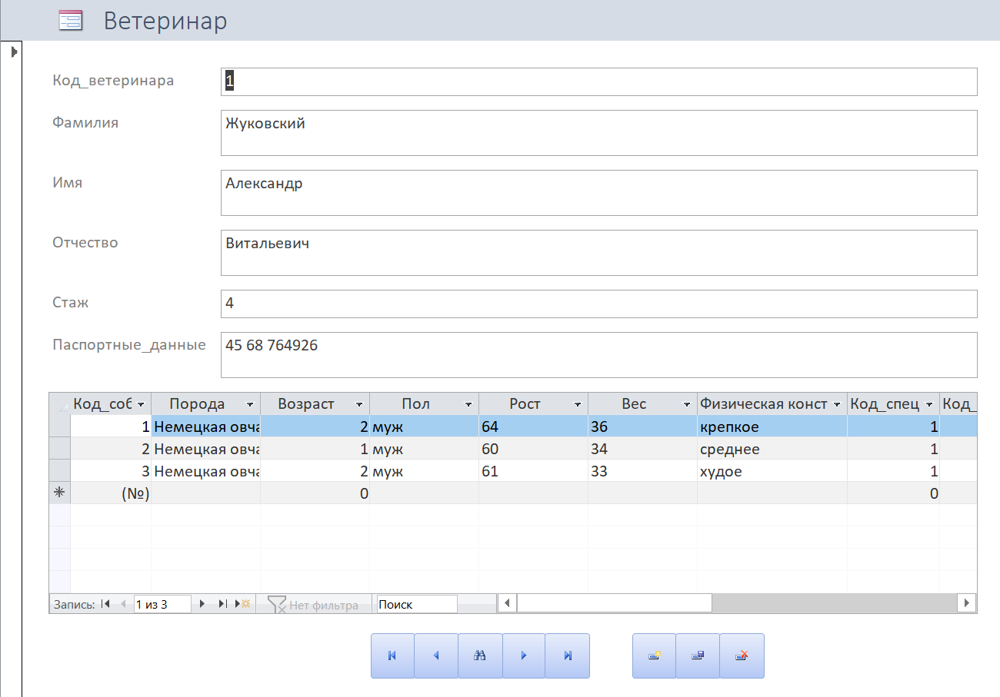 Ветеринар
Код_ветеринара 1
Фамилия Жуковский
Имя Александр
Отчество Витальевич
Стаж 4
Паспортные_данные 45 68 764926
Код_соб Порода Возраст Пол Рост Вес Физическая конст Код_спец Код_
1 Немецкая овча 2 муж 64 36 крепкое 1
2 Немецкая овча 1 муж 60 34 среднее 1
3 Немецкая овча 2 муж 61 33 худое 1
(№) 0 0
Запись: 1 из 3 Нет фильтра Поиск